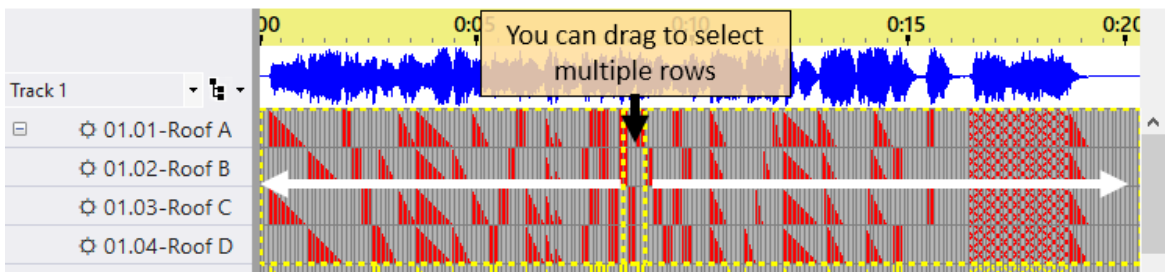 00 0:05 0:10 0:15 0:20
You can drag to select
multiple rows
Track 1
01.01-Roof A
01.02-Roof B
01.03-Roof C
01.04-Roof D